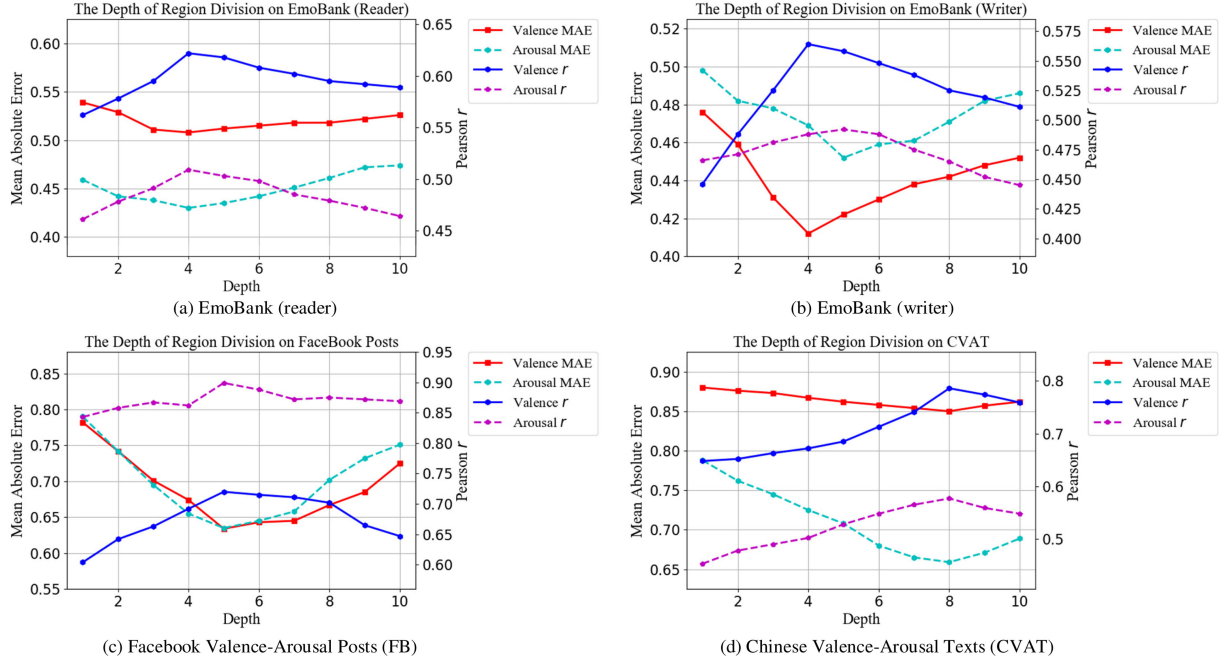 The Depth of Region Division on EmoBank (Reader)
Mean Absolute Error
0.60
0.55
0.50
0.45
0.40
2
4
6
8
10
Depth
0.65
0.60
0.55
0.50
0.45
Pearson r
Valence MAE
Arousal MAE
Valence r
Arousal r
(a) EmoBank (reader)
The Depth of Region Division on EmoBank (Writer)
Mean Absolute Error
0.52
0.50
0.48
0.46
0.44
0.42
0.40
2
4
6
8
10
Depth
0.575
0.550
0.525
0.500
0.475
0.450
0.425
0.400
Pearson r
Valence MAE
Arousal MAE
Valence r
Arousal r
(b) EmoBank (writer)
The Depth of Region Division on FaceBook Posts
Mean Absolute Error
0.85
0.80
0.75
0.70
0.65
0.60
0.55
2
4
6
8
10
Depth
0.95
0.90
0.85
0.80
0.75
0.70
0.65
0.60
Pearson r
Valence MAE
Arousal MAE
Valence r
Arousal r
(c) Facebook Valence-Arousal Posts (FB)
The Depth of Region Division on CVAT
Mean Absolute Error
0.90
0.85
0.80
0.75
0.70
0.65
2
4
6
8
10
Depth
0.8
0.7
0.6
0.5
Pearson r
Valence MAE
Arousal MAE
Valence r
Arousal r
(d) Chinese Valence-Arousal Texts (CVAT)